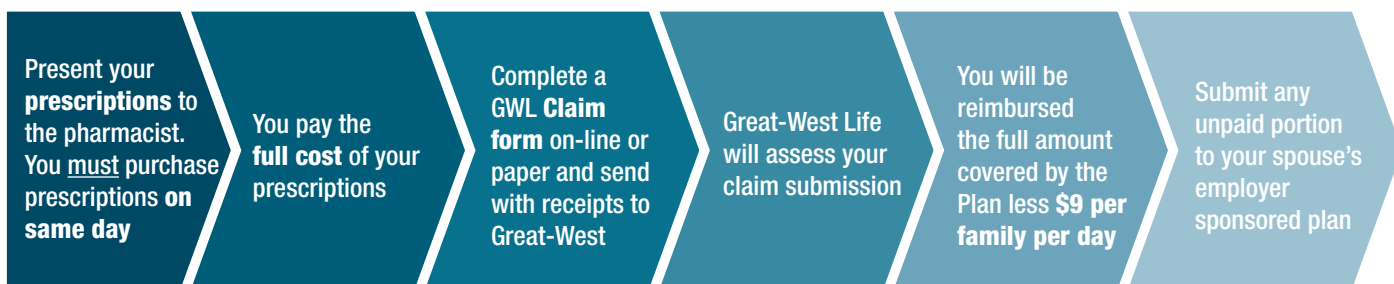 Present your
prescriptions to
the pharmacist.
You must purchase
prescriptions on
same day
You pay the
full cost of your
prescriptions
Complete a
GWL Claim
form on-line or
paper and send
with receipts to
Great-West
Great-West Life
will assess your
claim submission
You will be
reimbursed
the full amount
covered by the
Plan less $9 per
family per day
Submit any
unpaid portion
to your spouse's
employer
sponsored plan